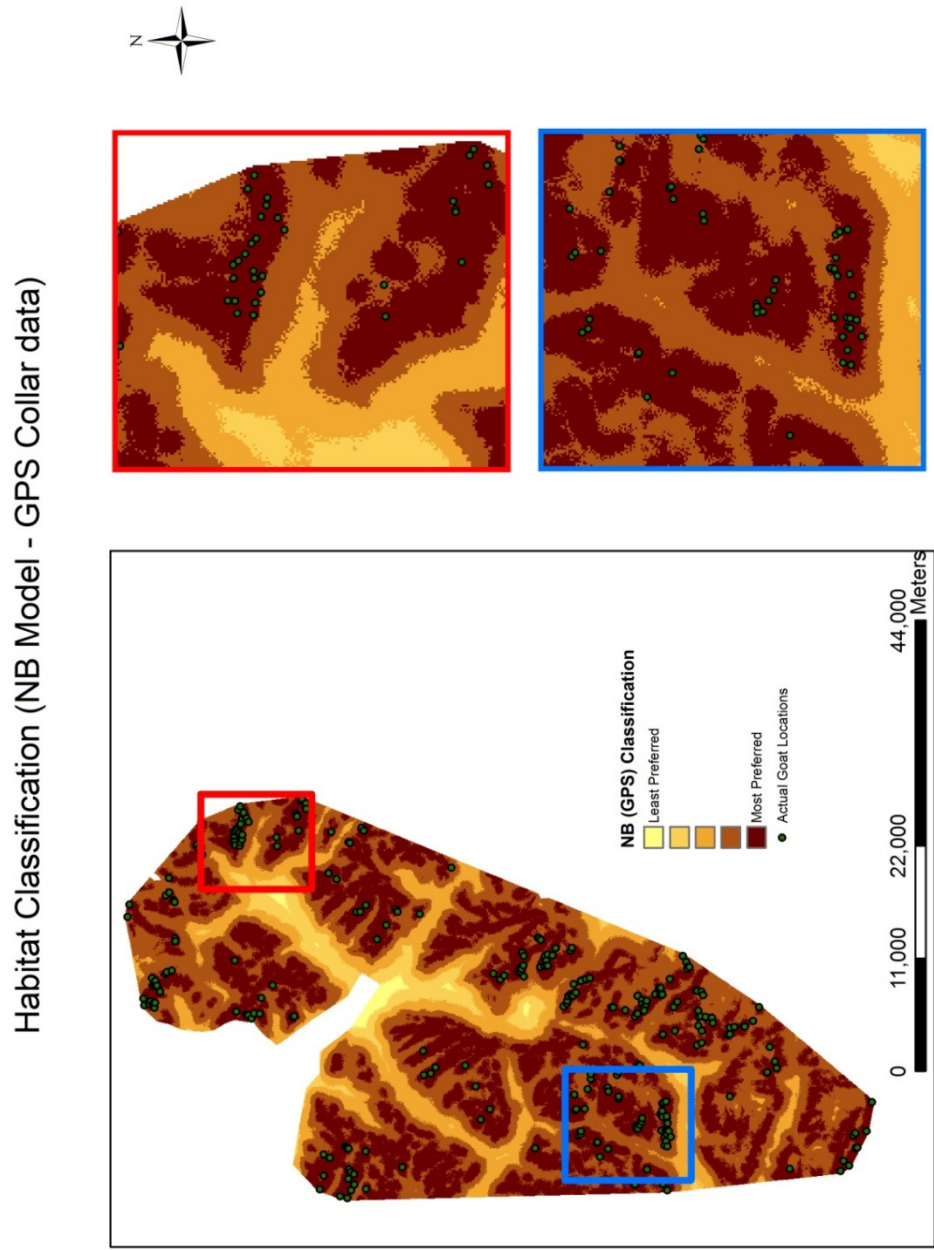 Habitat Classification (NB Model - GPS Collar data)
N
NB (GPS) Classification
Least Preferred
Most Preferred
Actual Goat Locations
0 11,000 22,000 44,000
Meters